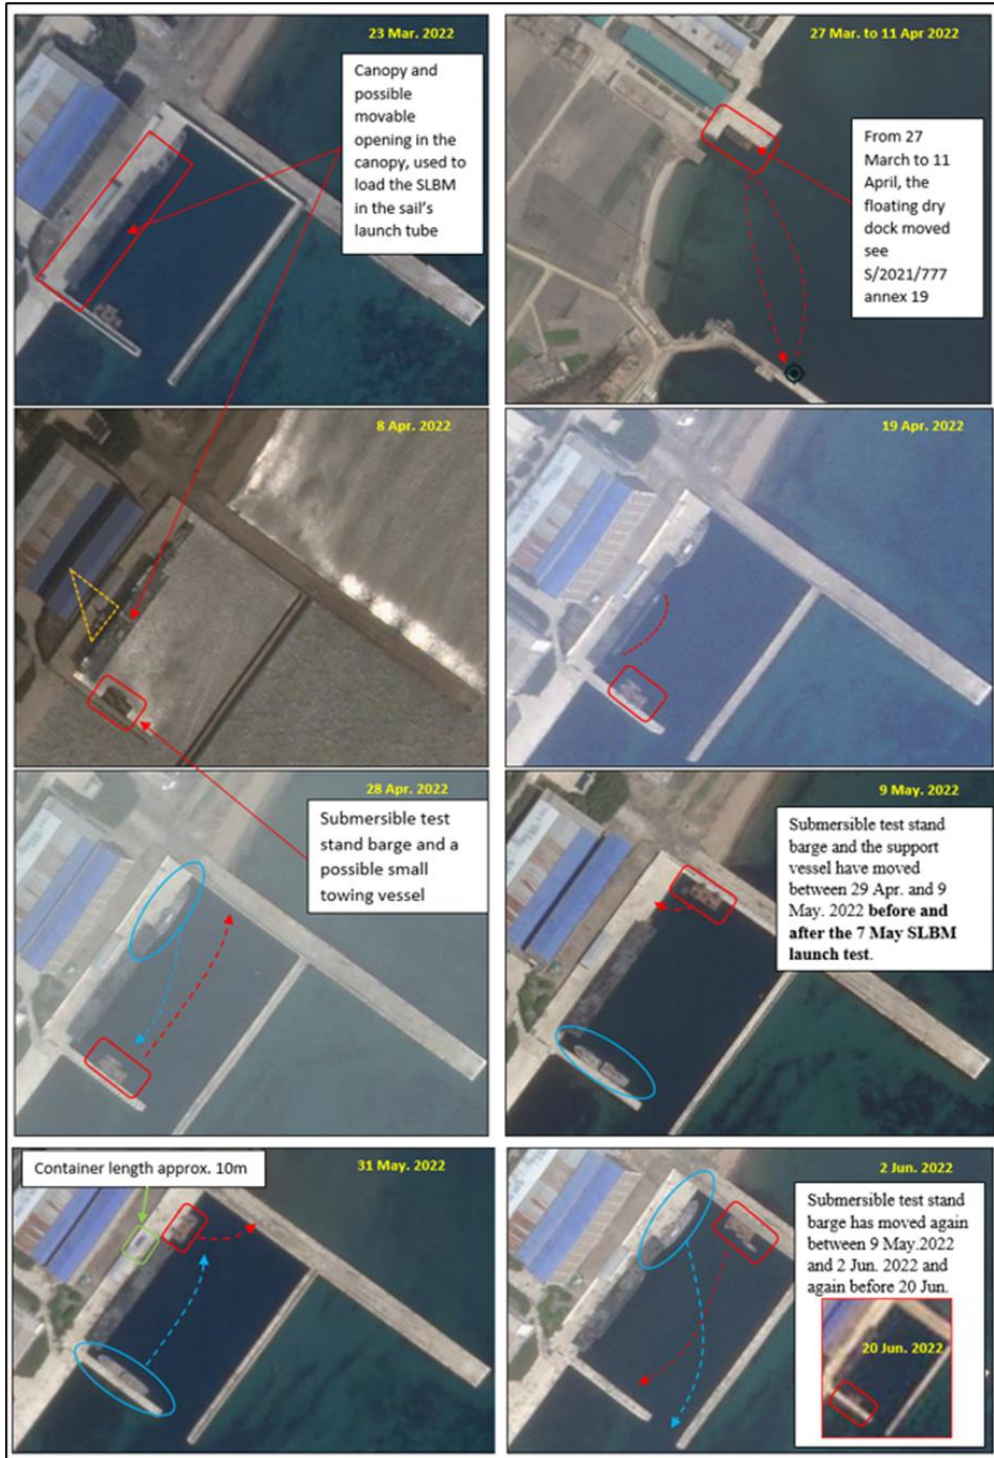 23 Mar. 2022
Canopy and
possible
movable
opening in the
canopy, used to
load the SLBM
in the sail's
launch tube
27 Mar. to 11 Apr 2022
From 27
March to 11
April, the
floating dry
dock moved
see
S/2021/777
annex 19
8 Apr. 2022
19 Apr. 2022
28 Apr. 2022
Submersible test
stand barge and a
possible small
towing vessel
9 May. 2022
Submersible test stand
barge and the support
vessel have moved
between 29 Apr. and 9
May. 2022 before and
after the 7 May SLBM
launch test.
Container length approx. 10m
31 May. 2022
2 Jun. 2022
Submersible test stand
barge has moved again
between 9 May.2022
and 2 Jun. 2022 and
again before 20 Jun.
20 Jun. 2022